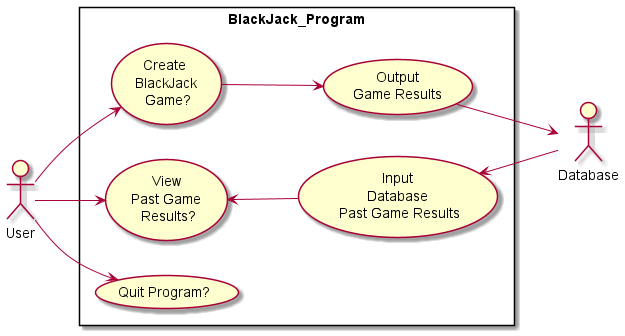 BlackJack_Program
Create
BlackJack
Game?
Output
Game Results
Database
View
Past Game
Results?
Input
Database
Past Game Results
User
Quit Program?